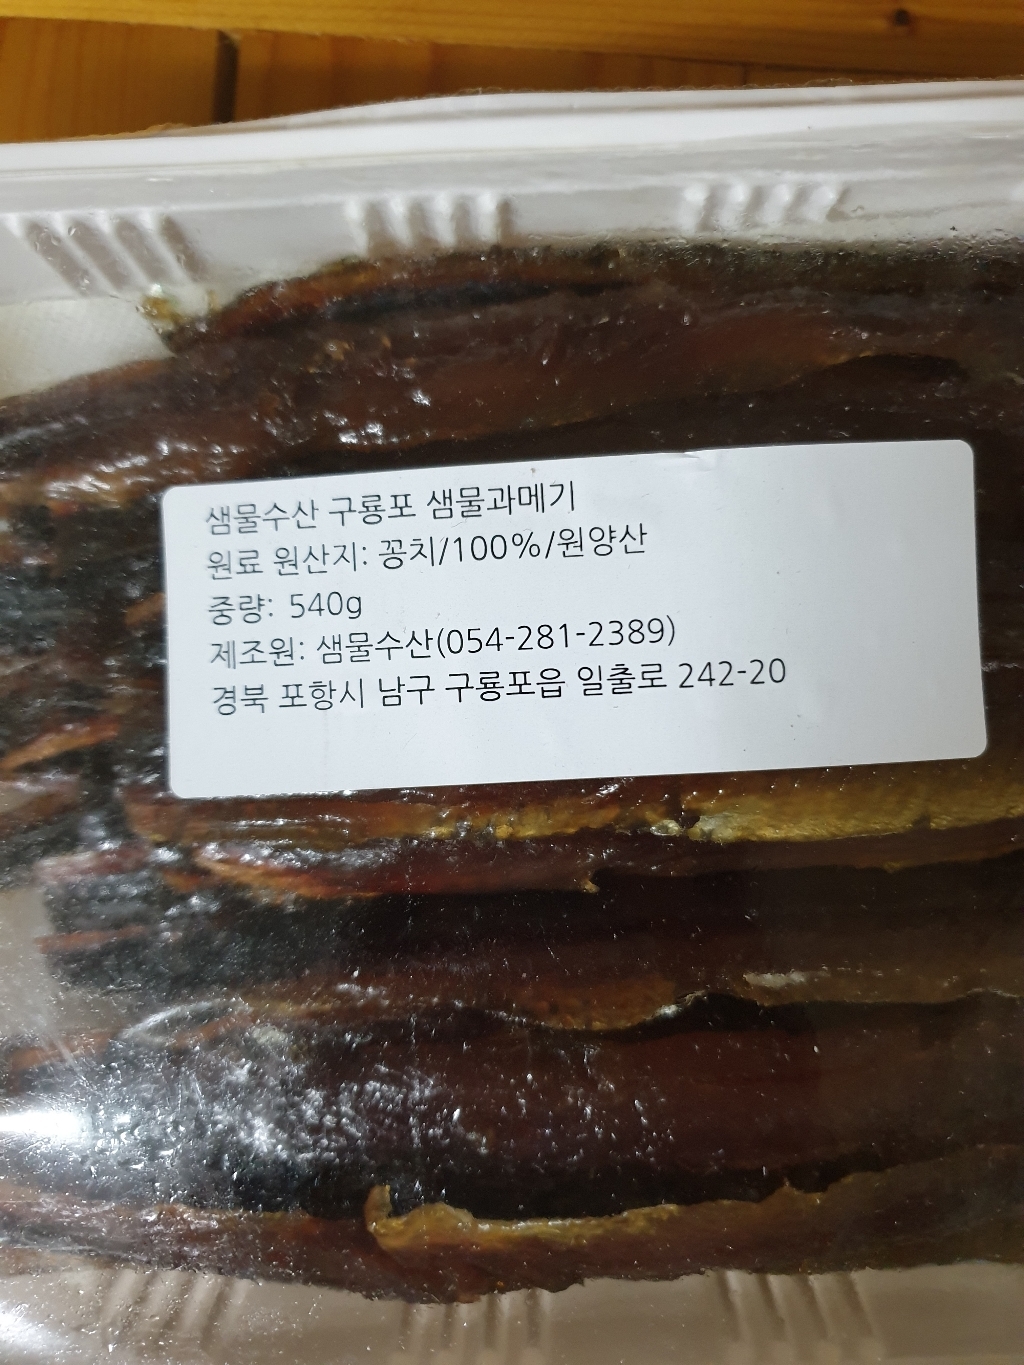 샘물수산 구룡포 샘물과메기
원료 원산지: 꽁치/100%/원양산
중량: 540g
제조원: 샘물수산(054-281-2389)
경북 포항시 남구 구룡포읍 일출로 242-20